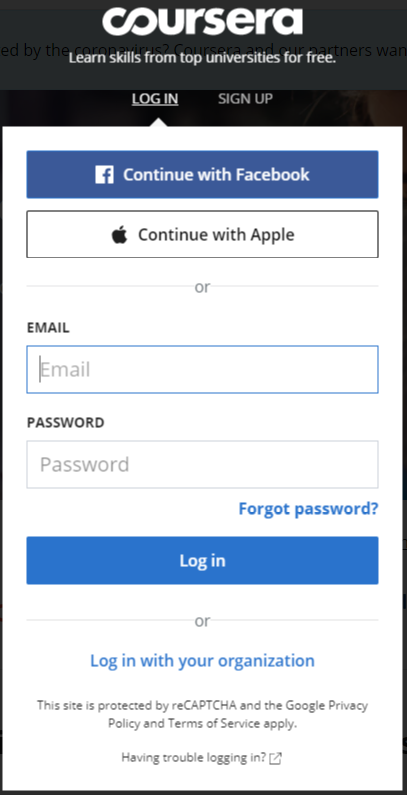 coursera
ed by the coronavirus? Coursera and our partners wan
Learn skills from top universities for free.
LOG IN SIGN UP
Continue with Facebook
Continue with Apple
or
EMAIL
Email
PASSWORD
Password
Forgot password?
Log in
or
Log in with your organization
This site is protected by reCAPTCHA and the Google Privacy
Policy and Terms of Service apply.
Having trouble logging in?